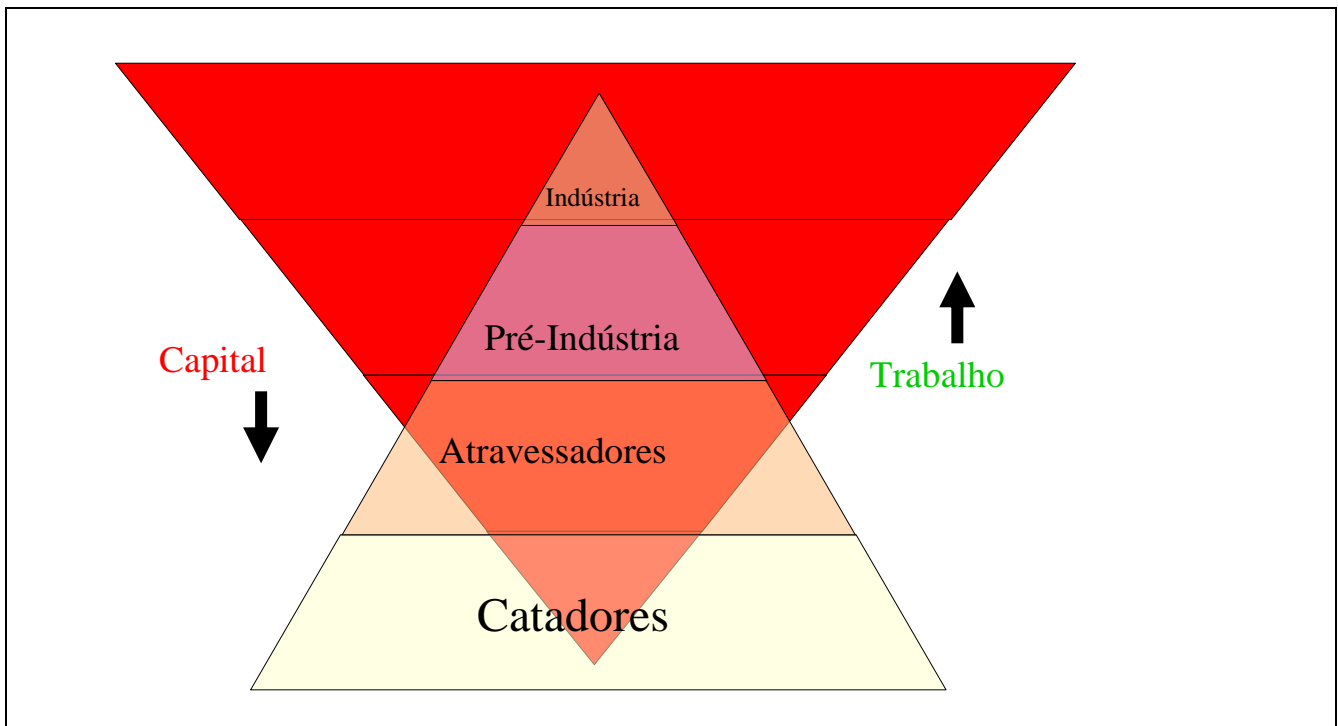 Indústria
Pré-Indústria
Capital
Trabalho
Atravessadores
Catadores